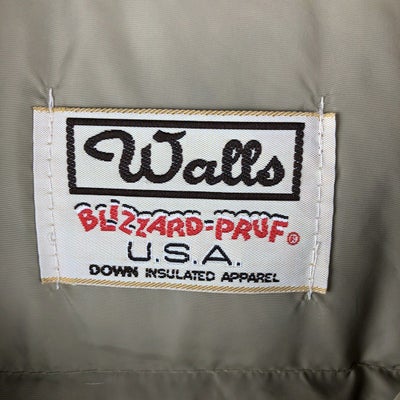 Walls
BLIZZARD-PRUF®
U.S.A.
DOWN INSULATED APPAREL